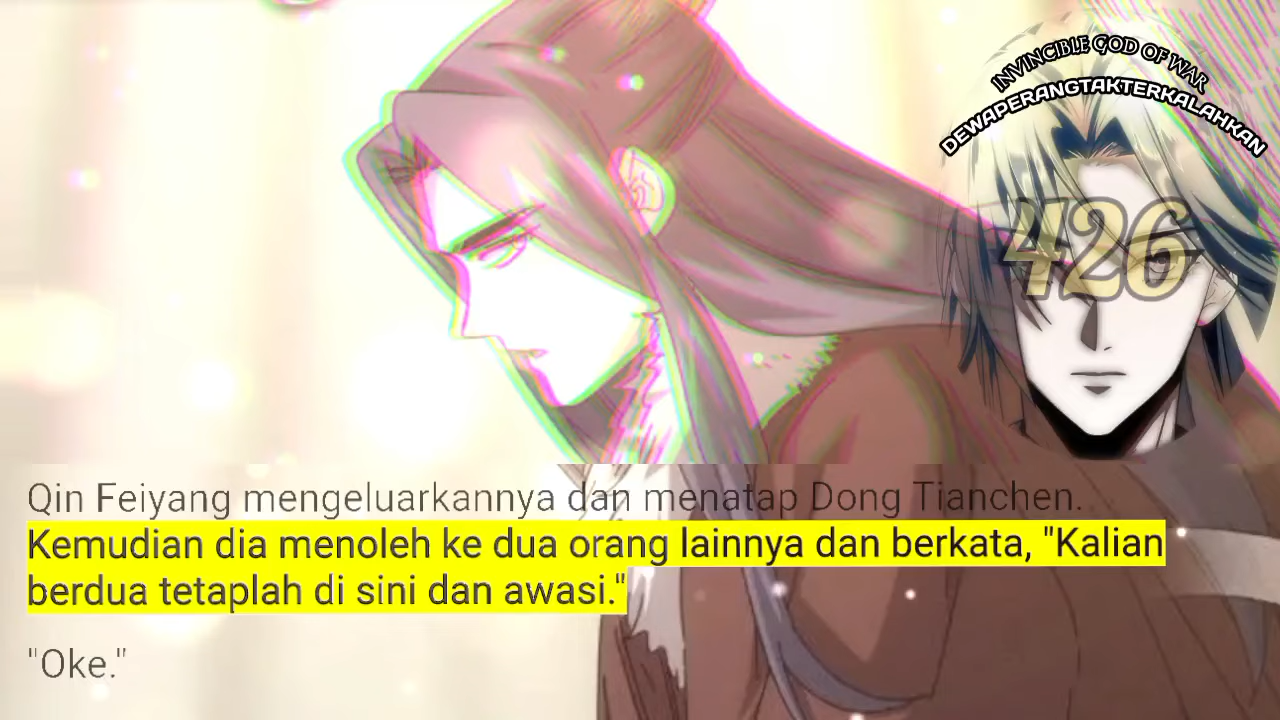 INVINCIBLE GOD OF WAR
DEWAPERANGTAKTERKALAHKAN
426
Qin Feiyang mengeluarkannya dan menatap Dong Tianchen.
Kemudian dia menoleh ke dua orang lainnya dan berkata, "Kalian
berdua tetaplah di sini dan awasi."
"Oke."